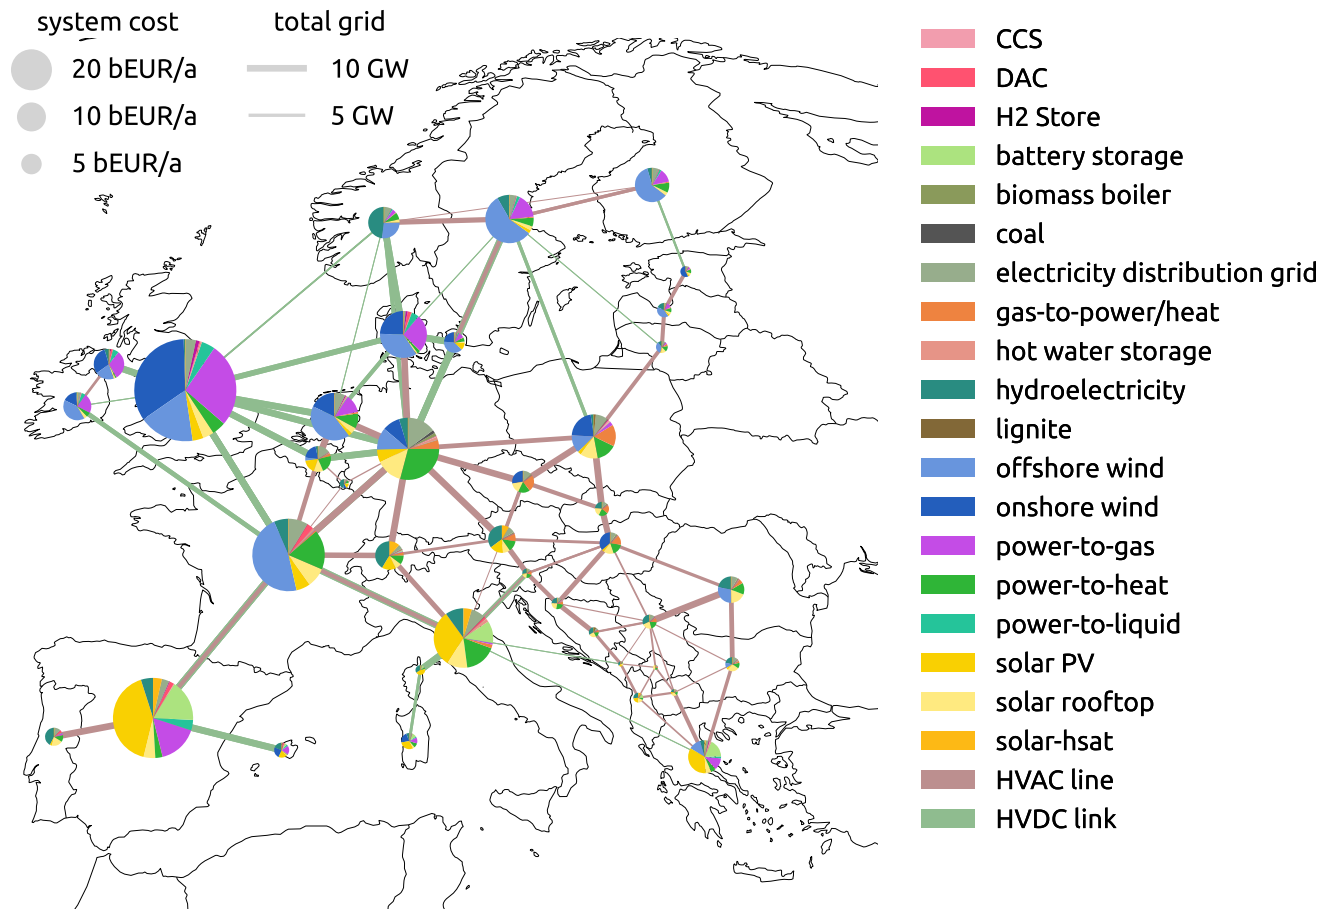 system cost
total grid
20 bEUR/a
10 GW
10 bEUR/a
5 GW
5 bEUR/a
CCS
DAC
H2 Store
battery storage
biomass boiler
coal
electricity distribution grid
gas-to-power/heat
hot water storage
hydroelectricity
lignite
offshore wind
onshore wind
power-to-gas
power-to-heat
power-to-liquid
solar PV
solar rooftop
solar-hsat
HVAC line
HVDC link